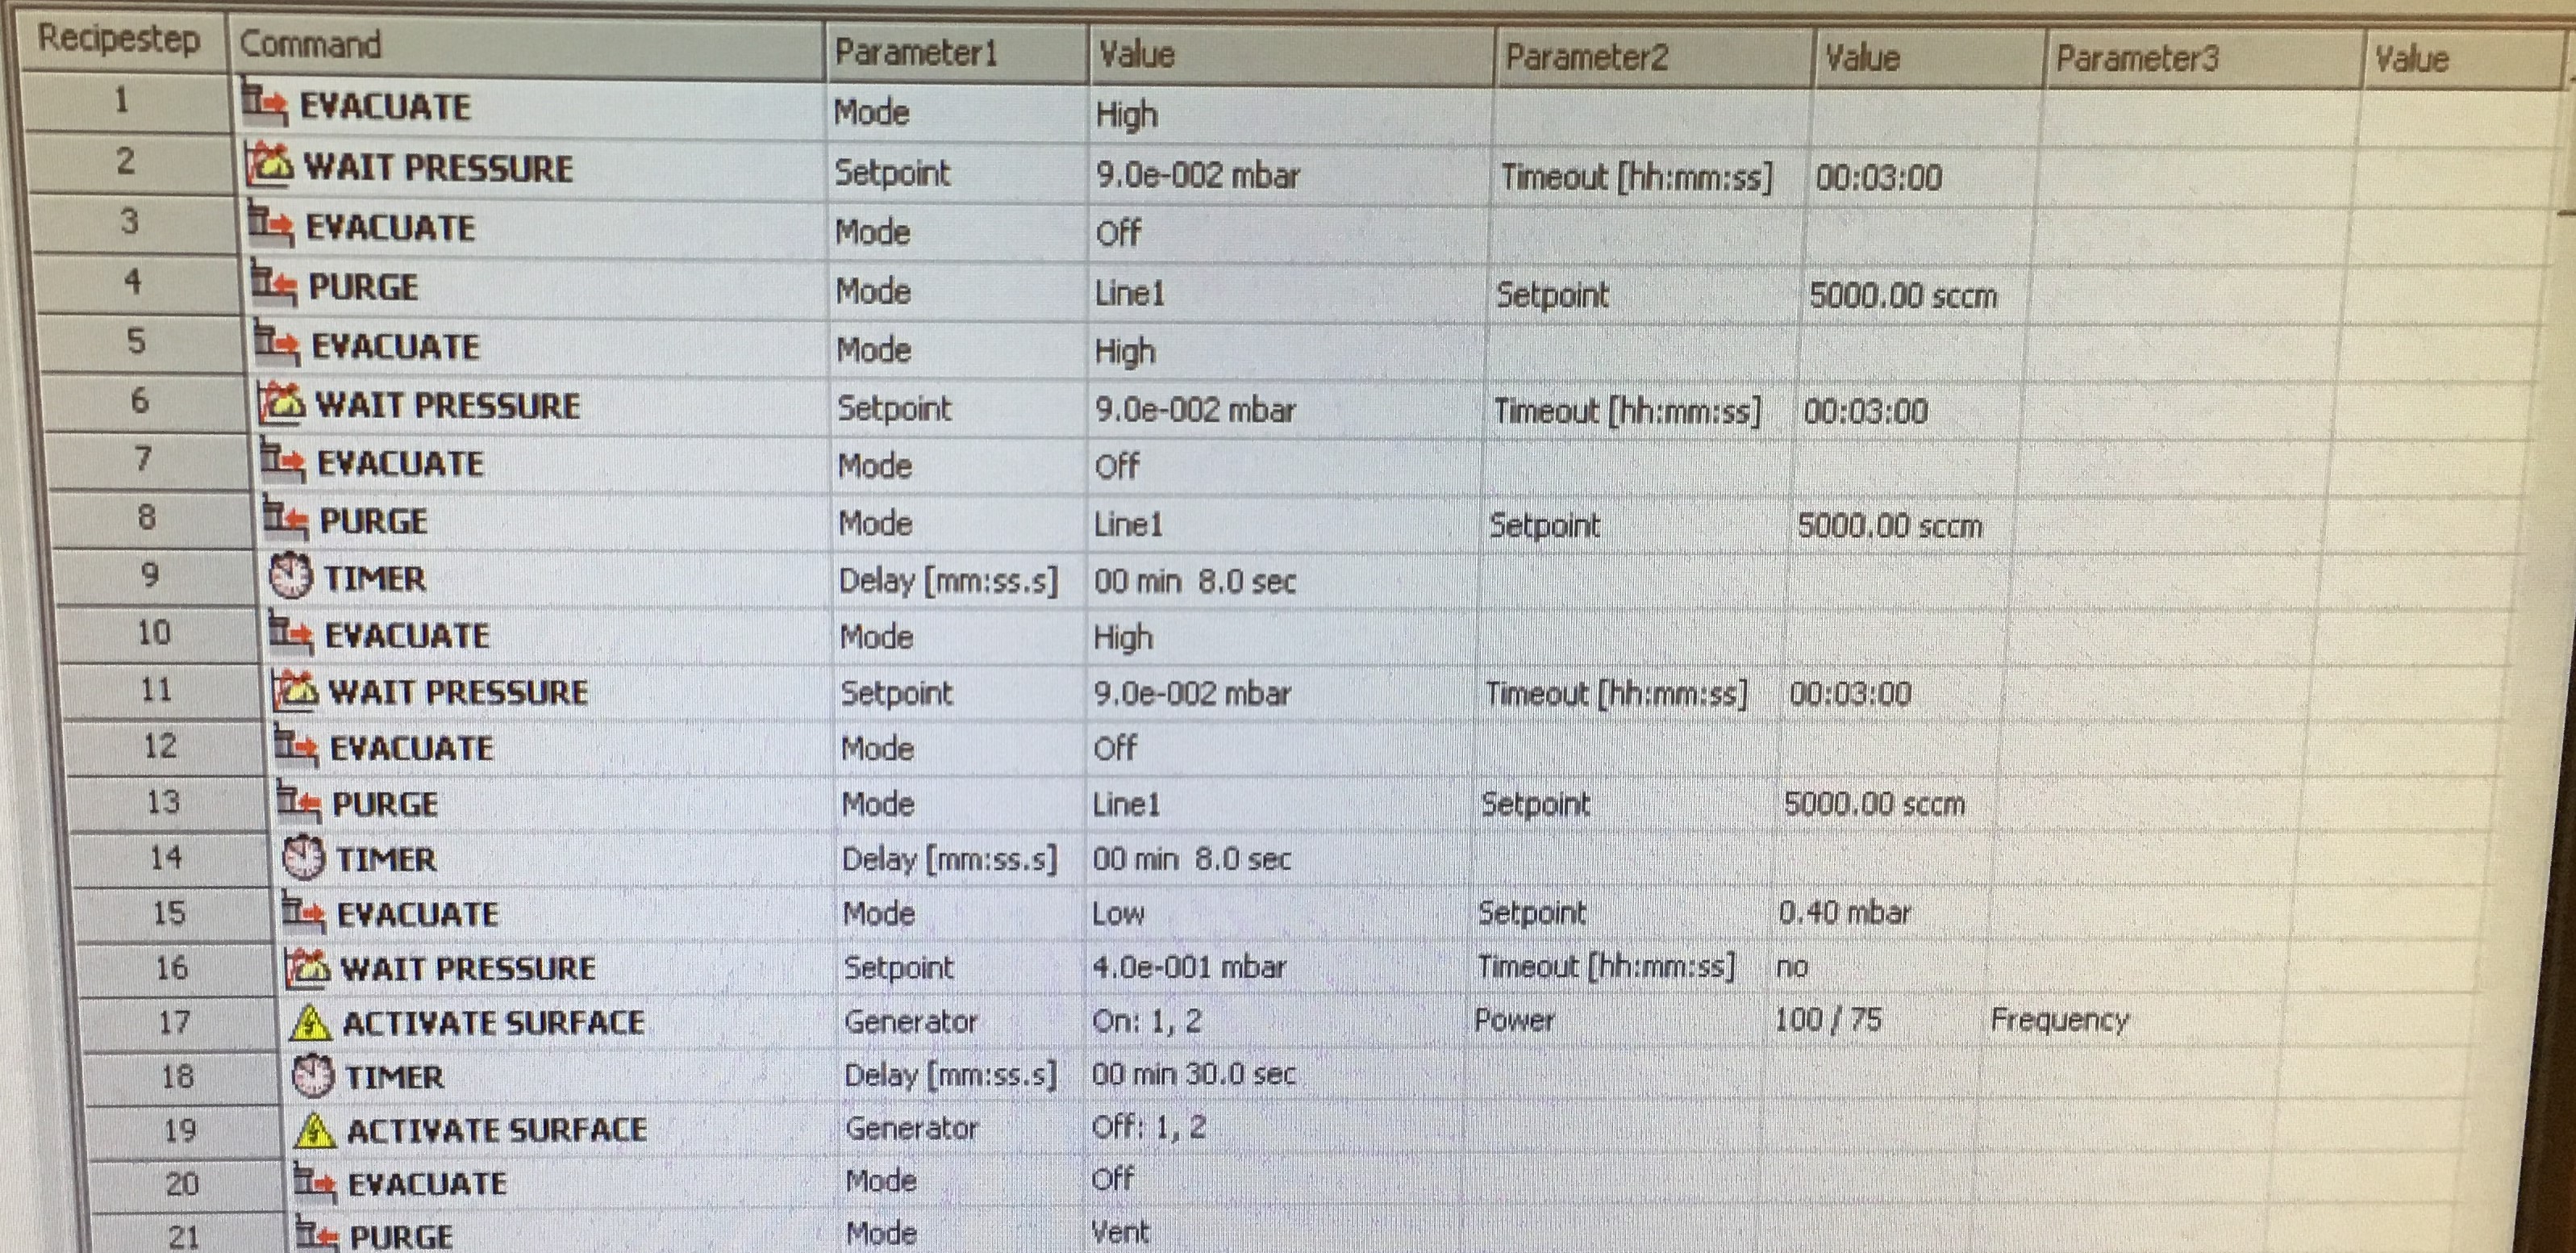 Recipestep Command Parameter1 Value Parameter2 Value Parameter3 Value
1 EVACUATE Mode High
2 WAIT PRESSURE Setpoint 9.0e-002 mbar Timeout [hh:mm:ss] 00:03:00
3 EVACUATE Mode Off
4 PURGE Mode Line1 Setpoint 5000.00 sccm
5 EVACUATE Mode High
6 WAIT PRESSURE Setpoint 9.0e-002 mbar Timeout [hh:mm:ss] 00:03:00
7 EVACUATE Mode Off
8 PURGE Mode Line1 Setpoint 5000.00 sccm
9 TIMER Delay [mm:ss.s] 00 min 8.0 sec
10 EVACUATE Mode High
11 WAIT PRESSURE Setpoint 9.0e-002 mbar Timeout [hh:mm:ss] 00:03:00
12 EVACUATE Mode Off
13 PURGE Mode Line1 Setpoint 5000.00 sccm
14 TIMER Delay [mm:ss.s] 00 min 8.0 sec
15 EVACUATE Mode Low Setpoint 0.40 mbar
16 WAIT PRESSURE Setpoint 4.0e-001 mbar Timeout [hh:mm:ss] no
17 ACTIVATE SURFACE Generator On: 1, 2 Power 100 / 75 Frequency
18 TIMER Delay [mm:ss.s] 00 min 30.0 sec
19 ACTIVATE SURFACE Generator Off: 1, 2
20 EVACUATE Mode Off
21 PURGE Mode Vent